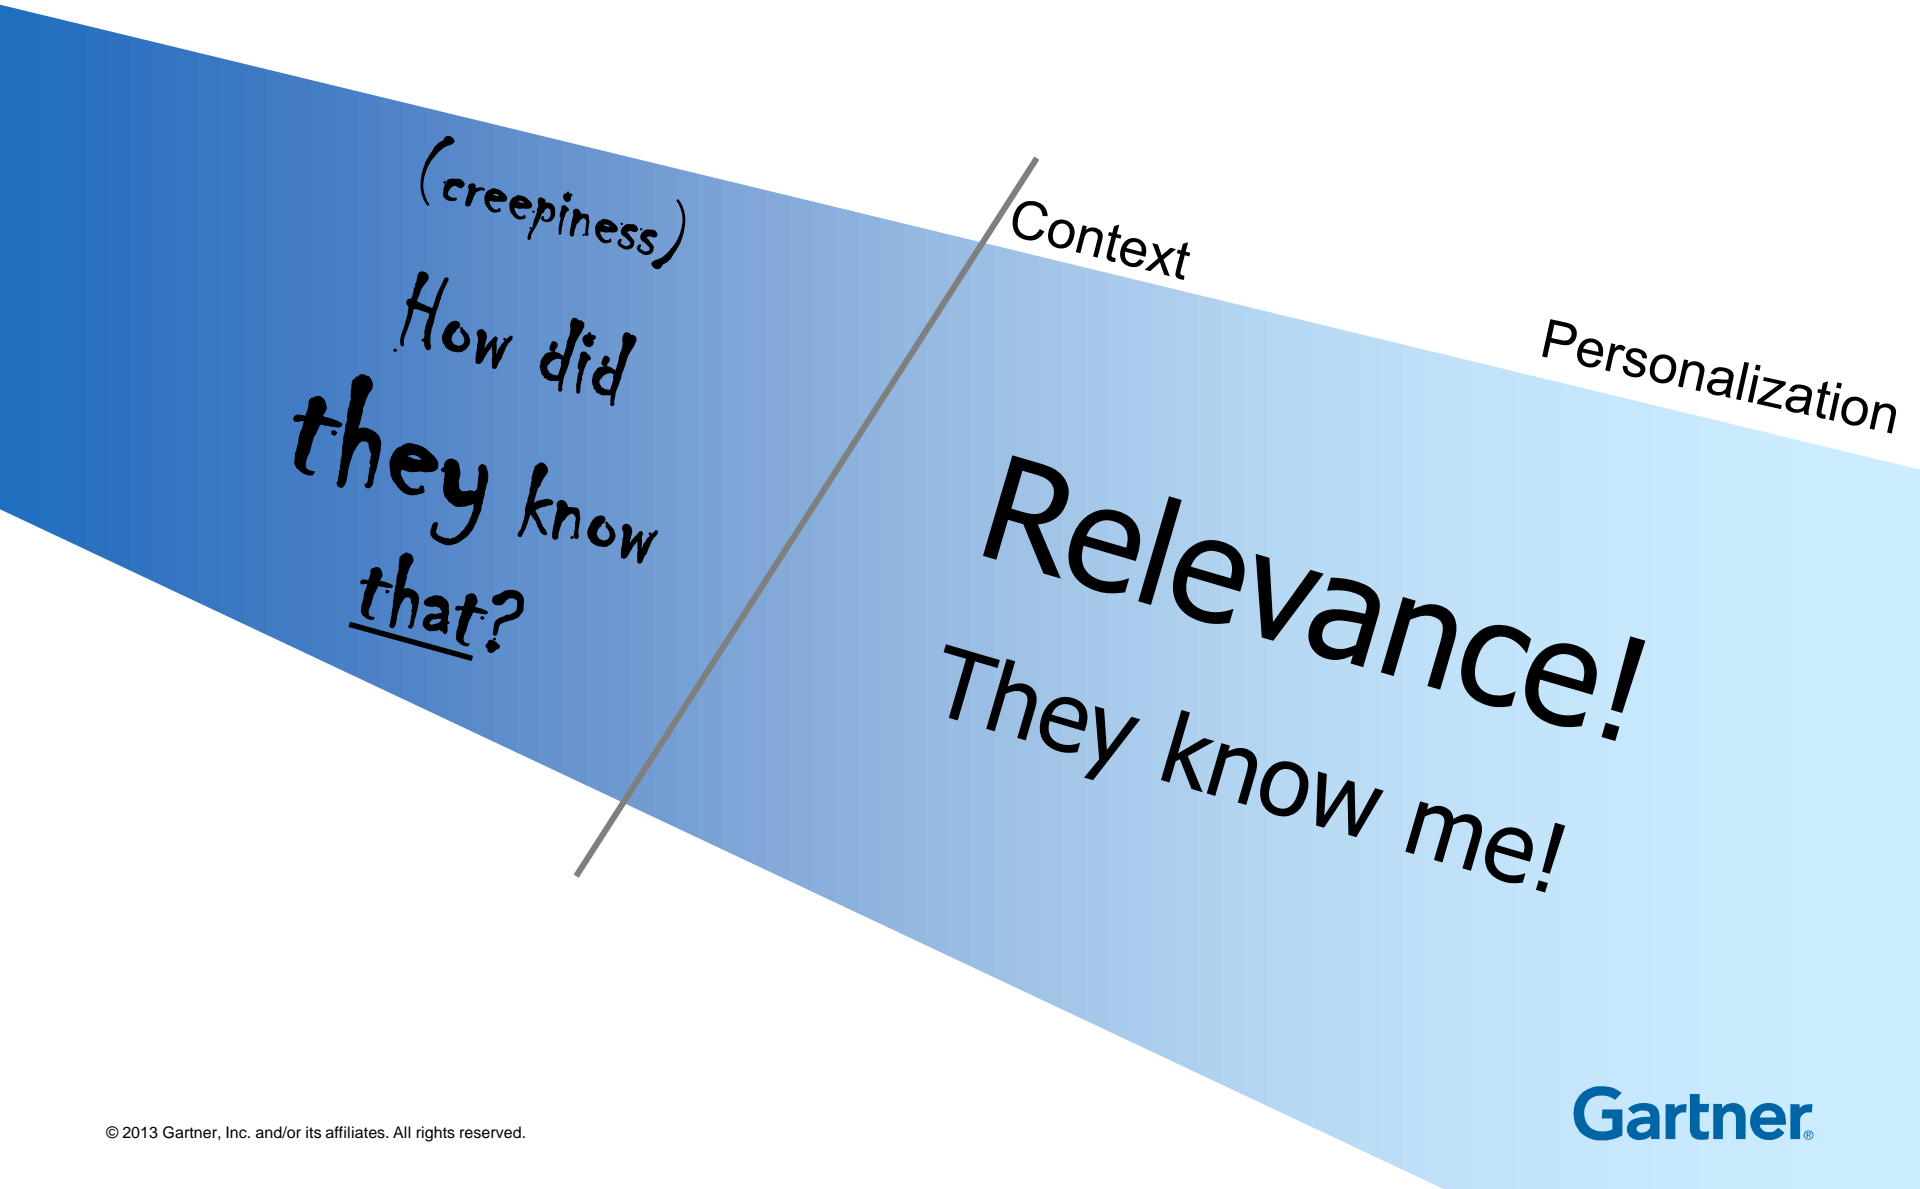 (creepiness)
How did
they know
that?
Context
Personalization
Relevance!
They know me!
© 2013 Gartner, Inc. and/or its affiliates. All rights reserved.
Gartner®